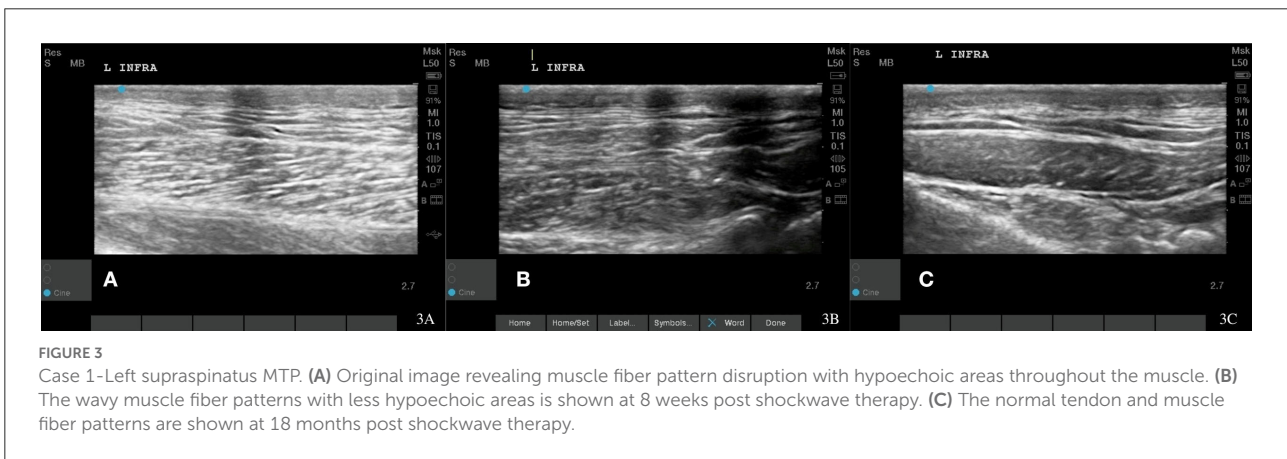 Res
S MB
L INFRA
Msk
L50
91%
MI
1.0
TIS
0.1
107
A
B
A
Cine
2.7
3A
Res
S MB
L INFRA
Msk
L50
91%
MI
1.0
TIS
0.1
105
A
B
B
2.7
Home Home/Set Label... Symbols... Word Done
3B
Res
S MB
L INFRA
Msk
L50
91%
MI
1.0
TIS
0.1
107
A
B
C
Cine
2.7
3C
FIGURE 3
Case 1-Left supraspinatus MTP. (A) Original image revealing muscle fiber pattern disruption with hypoechoic areas throughout the muscle. (B)
The wavy muscle fiber patterns with less hypoechoic areas is shown at 8 weeks post shockwave therapy. (C) The normal tendon and muscle
fiber patterns are shown at 18 months post shockwave therapy.